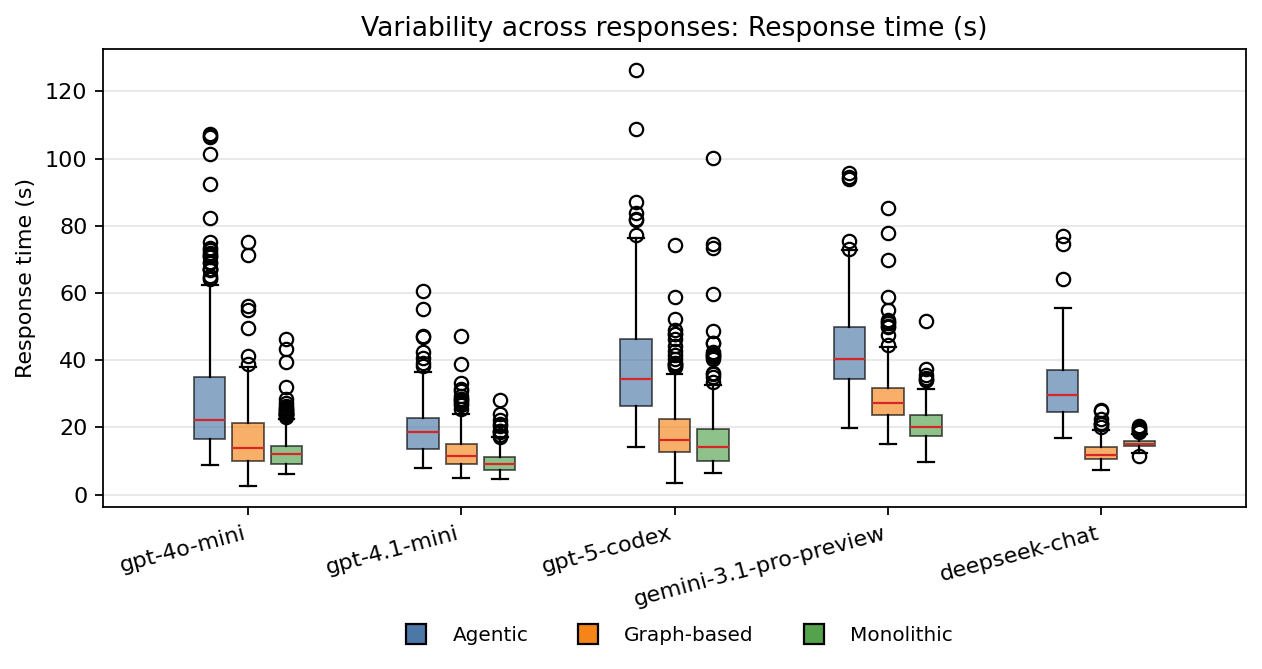 Variability across responses: Response time (s)
Response time (s)
120
100
80
60
40
20
0
gpt-4o-mini
gpt-4.1-mini
gpt-5-codex
gemini-3.1-pro-preview
deepseek-chat
Agentic
Graph-based
Monolithic